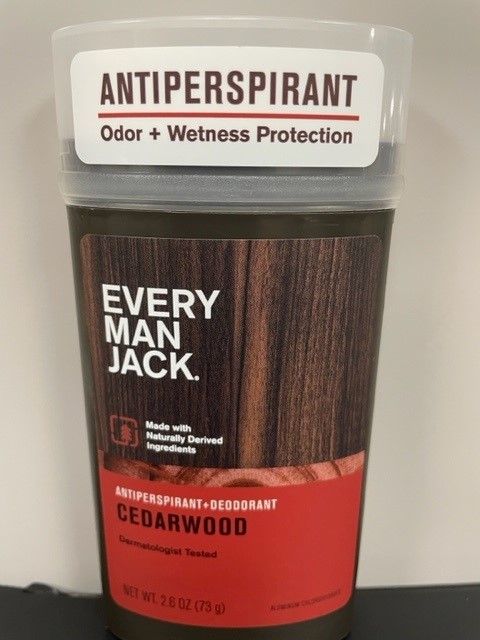 ANTIPERSPIRANT
Odor + Wetness Protection
EVERY
MAN
JACK.
Made with
Naturally Derived
Ingredients
ANTIPERSPIRANT+DEODORANT
CEDARWOOD
Dermatologist Tested
NET WT. 2.6 OZ (73 g)